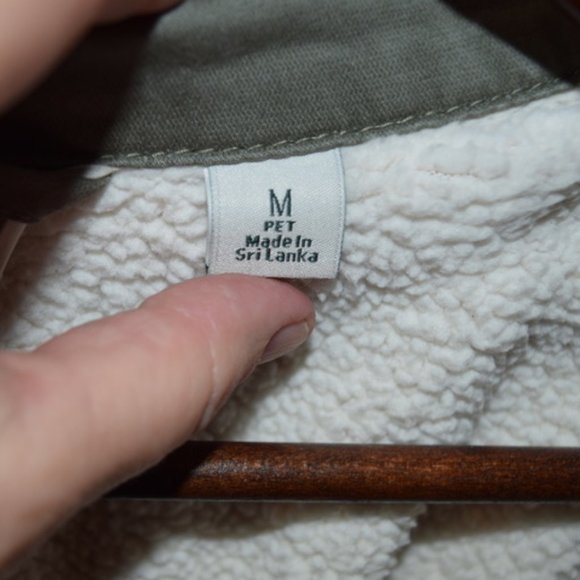 M
PET
Made In
Sri Lanka